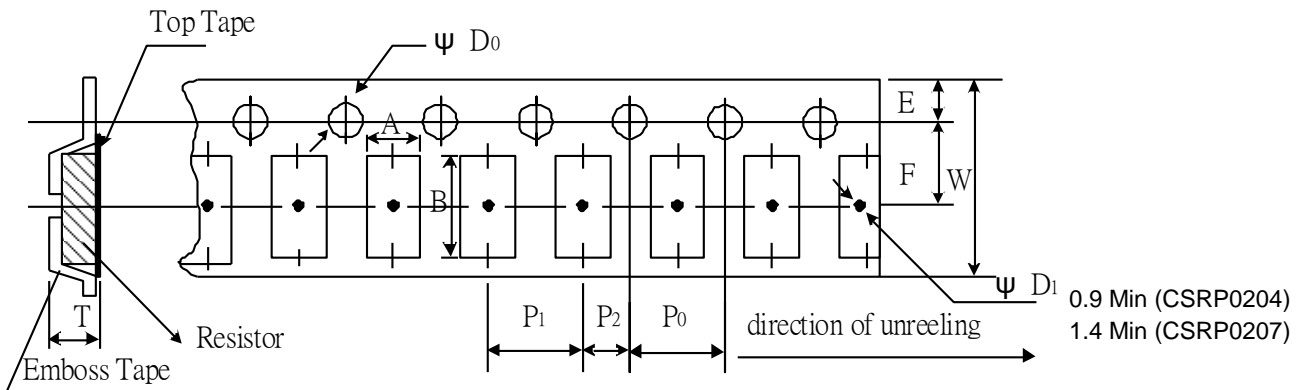 Top Tape
Ψ D0
E
A
F
W
B
Ψ D1
0.9 Min (CSRP0204)
1.4 Min (CSRP0207)
T
P1
P2
P0
direction of unreeling
Resistor
Emboss Tape